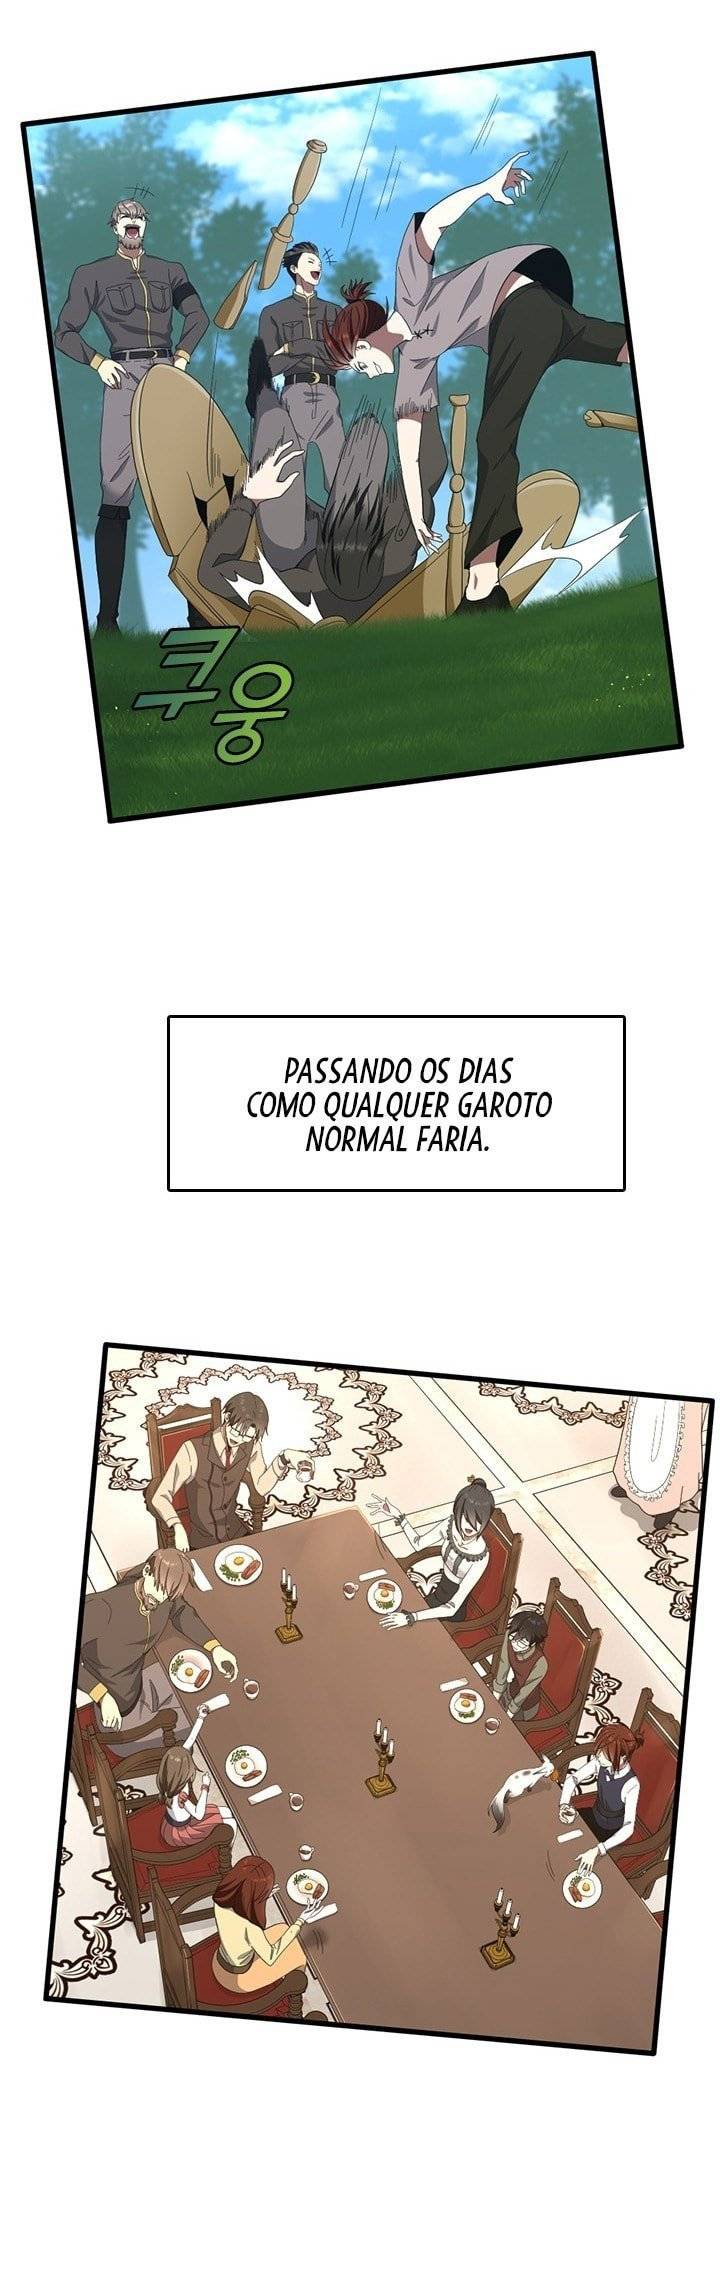 쿠웅
PASSANDO OS DIAS
COMO QUALQUER GAROTO
NORMAL FARIA.